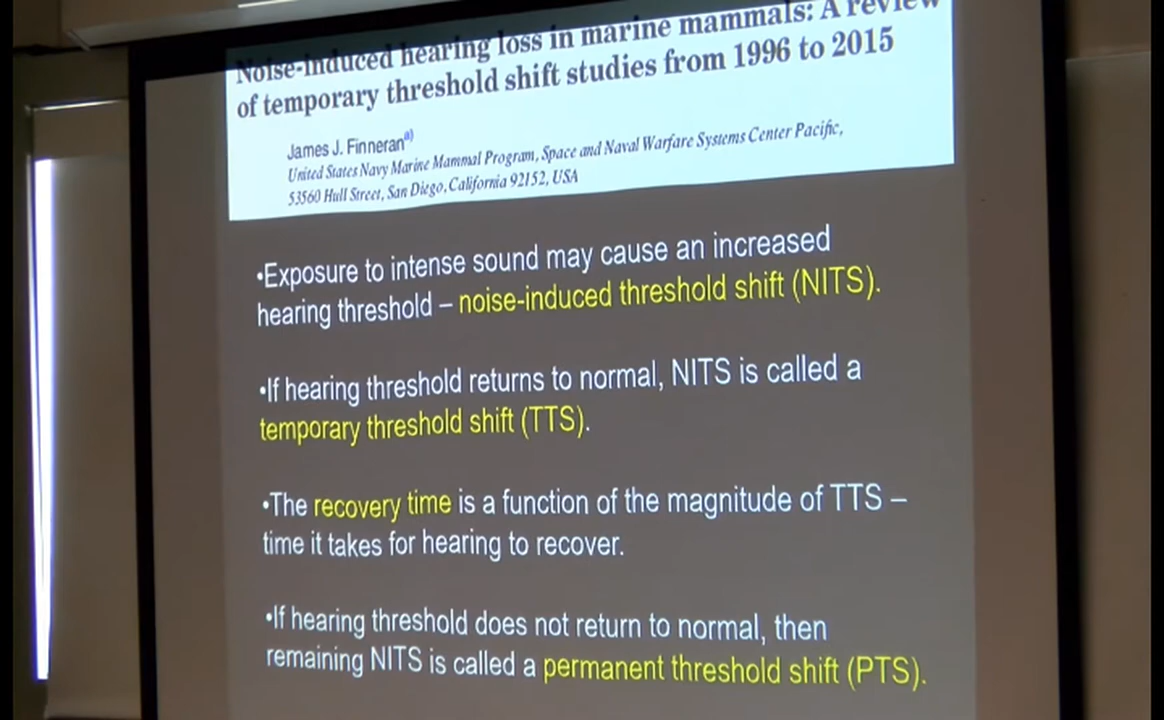 Noise-induced hearing loss in marine mammals: A review
of temporary threshold shift studies from 1996 to 2015
James J. Finneran a)
United States Navy Marine Mammal Program, Space and Naval Warfare Systems Center Pacific,
53560 Hull Street, San Diego, California 92152, USA
•Exposure to intense sound may cause an increased
hearing threshold – noise-induced threshold shift (NITS).
•If hearing threshold returns to normal, NITS is called a
temporary threshold shift (TTS).
•The recovery time is a function of the magnitude of TTS –
time it takes for hearing to recover.
•If hearing threshold does not return to normal, then
remaining NITS is called a permanent threshold shift (PTS).